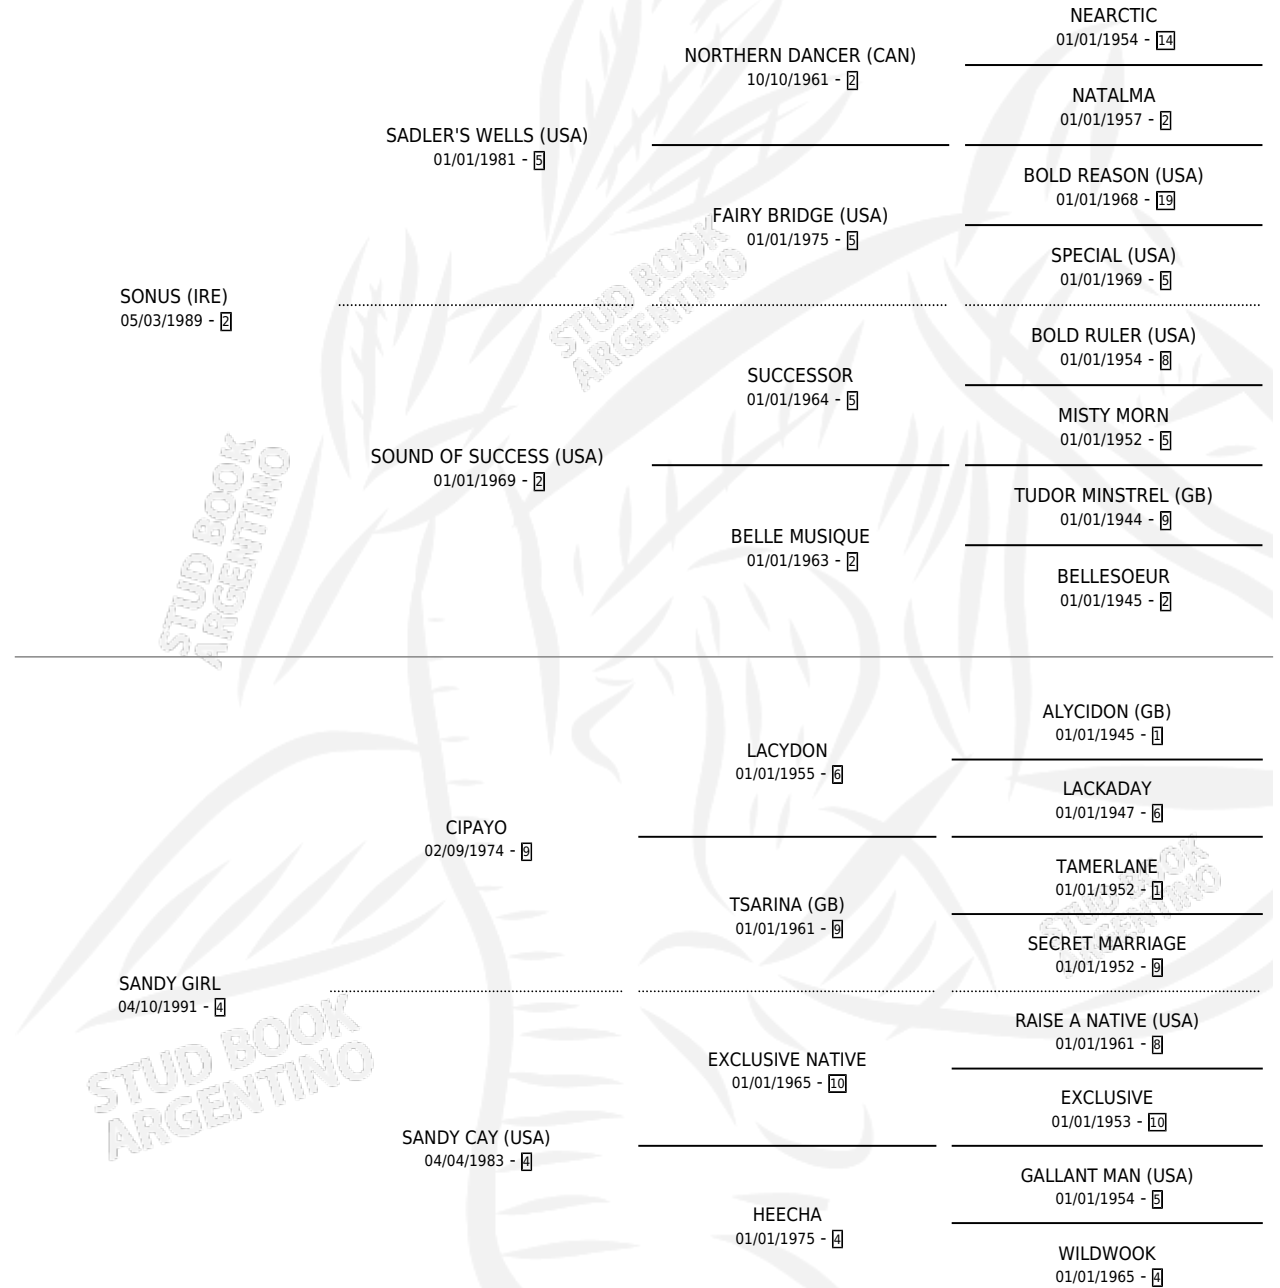 NEARCTIC
01/01/1954 - 14
NORTHERN DANCER (CAN)
10/10/1961 - 2
NATALMA
01/01/1957 - 2
SADLER'S WELLS (USA)
01/01/1981 - 5
BOLD REASON (USA)
01/01/1968 - 19
FAIRY BRIDGE (USA)
01/01/1975 - 5
SPECIAL (USA)
01/01/1969 - 5
SONUS (IRE)
05/03/1989 - 2
BOLD RULER (USA)
01/01/1954 - 8
SUCCESSOR
01/01/1964 - 5
MISTY MORN
01/01/1952 - 5
SOUND OF SUCCESS (USA)
01/01/1969 - 2
TUDOR MINSTREL (GB)
01/01/1944 - 9
BELLE MUSIQUE
01/01/1963 - 2
BELLESOEUR
01/01/1945 - 2
ALYCIDON (GB)
01/01/1945 - 1
LACYDON
01/01/1955 - 6
LACKADAY
01/01/1947 - 6
CIPAYO
02/09/1974 - 9
TAMERLANE
01/01/1952 - 1
TSARINA (GB)
01/01/1961 - 9
SECRET MARRIAGE
01/01/1952 - 9
SANDY GIRL
04/10/1991 - 4
RAISE A NATIVE (USA)
01/01/1961 - 8
EXCLUSIVE NATIVE
01/01/1965 - 10
EXCLUSIVE
01/01/1953 - 10
SANDY CAY (USA)
04/04/1983 - 4
GALLANT MAN (USA)
01/01/1954 - 5
HEECHA
01/01/1975 - 4
WILDWOOK
01/01/1965 - 4
STUD BOOK
ARGENTINO
STUD BOOK
ARGENTINO
STUD BOOK
ARGENTINO
STUD BOOK
ARGENTINO